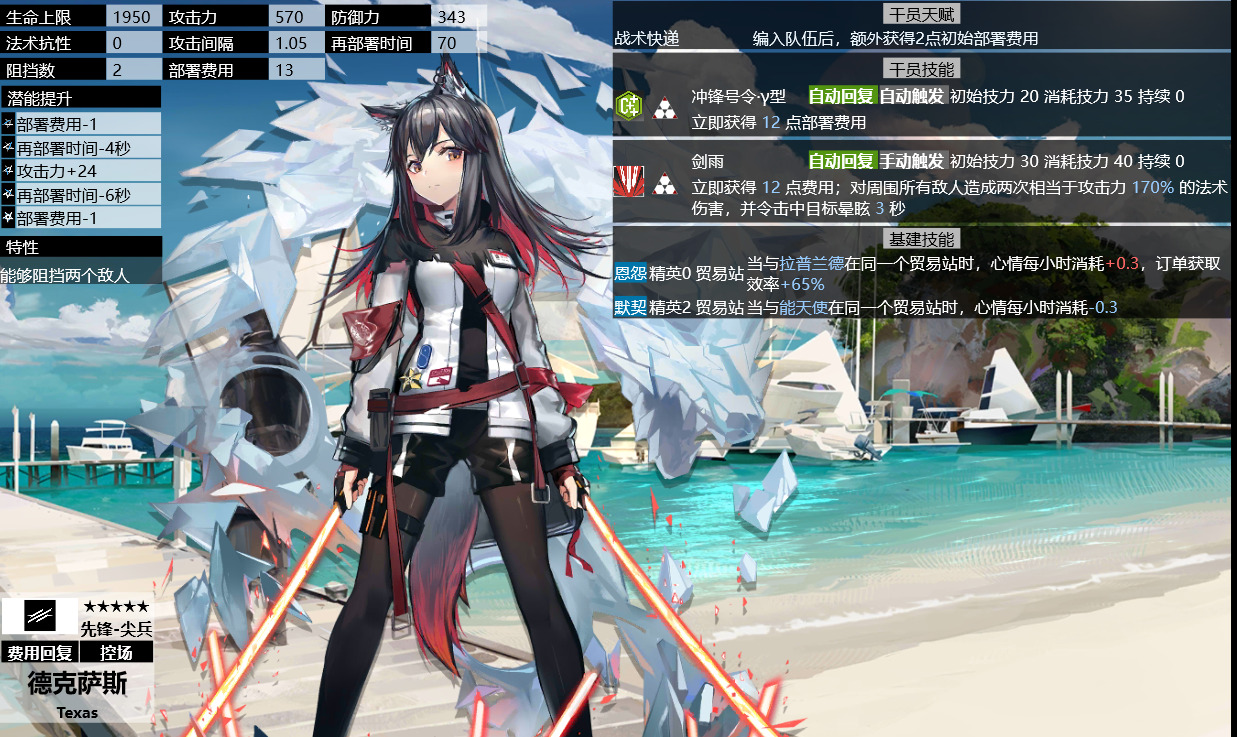 生命上限 1950 攻击力 570 防御力 343
法术抗性 0 攻击间隔 1.05 再部署时间 70
阻挡数 2 部署费用 13
潜能提升
部署费用-1
再部署时间-4秒
攻击力+24
再部署时间-6秒
部署费用-1
特性
能够阻挡两个敌人
干员天赋
战术快递 编入队伍后，额外获得2点初始部署费用
干员技能
冲锋号令·γ型 自动回复 自动触发 初始技力 20 消耗技力 35 持续 0
立即获得 12 点部署费用
剑雨 自动回复 手动触发 初始技力 30 消耗技力 40 持续 0
立即获得 12 点费用；对周围所有敌人造成两次相当于攻击力 170% 的法术
伤害，并令击中目标晕眩 3 秒
基建技能
恩怨 精英0 贸易站 当与拉普兰德在同一个贸易站时，心情每小时消耗+0.3，订单获取
效率+65%
默契 精英2 贸易站 当与能天使在同一个贸易站时，心情每小时消耗-0.3
★★★★★
先锋-尖兵
费用回复 控场
德克萨斯
Texas